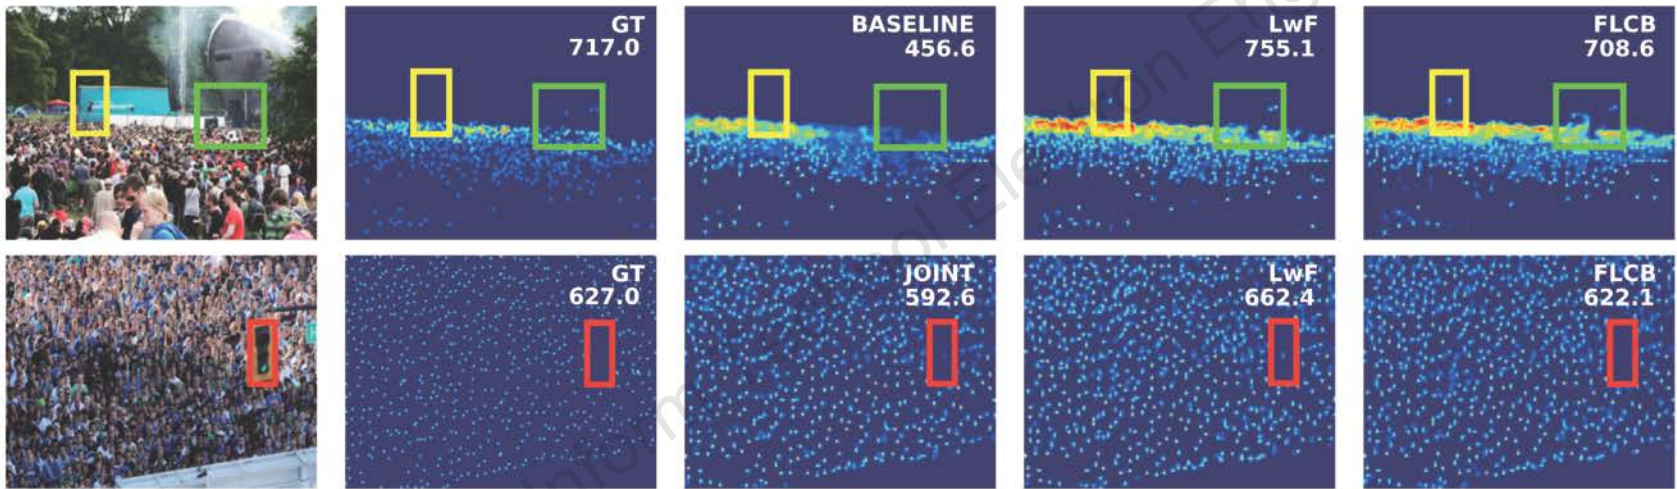 GT
717.0
BASELINE
456.6
LwF
755.1
FLCB
708.6
GT
627.0
JOINT
592.6
LwF
662.4
FLCB
622.1